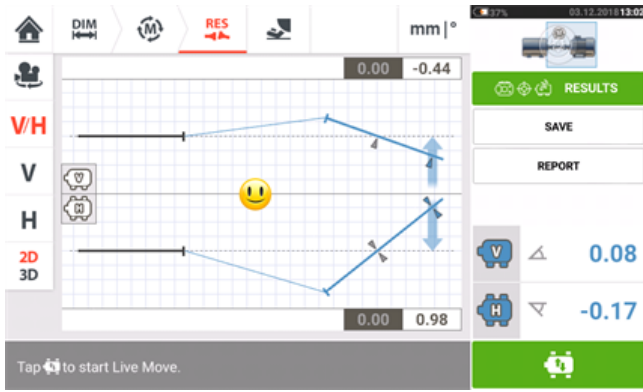 DIM
M
RES
mm|°
37%
03.12.2018 13:02
0.00 -0.44
RESULTS
V/H
SAVE
REPORT
V
V
H
H
2D
3D
V 0.08
H -0.17
0.00 0.98
Tap to start Live Move.